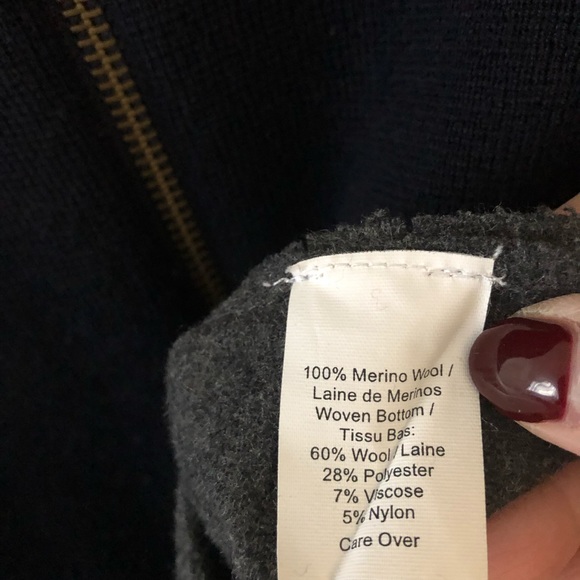 100% Merino Wool /
Laine de Merinos
Woven Bottom /
Tissu Bas:
60% Wool / Laine
28% Polyester
7% Viscose
5% Nylon
Care Over